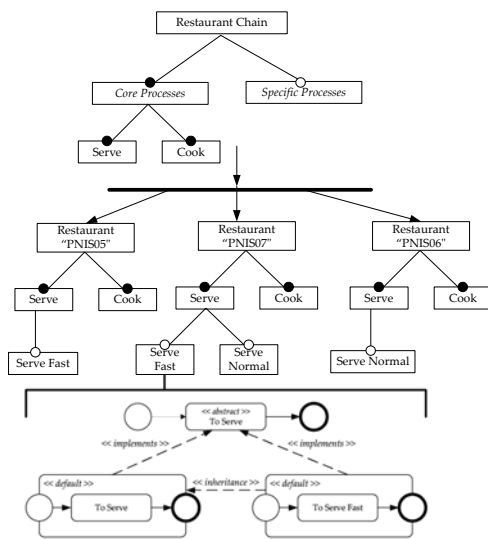 Restaurant Chain
Core Processes
Specific Processes
Serve
Cook
Restaurant
"PNIS05"
Restaurant
"PNIS07"
Restaurant
"PNIS06"
Serve
Cook
Serve
Cook
Serve
Cook
Serve Fast
Serve
Fast
Serve
Normal
Serve Normal
<< abstract >>
To Serve
<< implements >>
<< implements >>
<< default >>
<< inheritance >>
<< default >>
To Serve
To Serve Fast